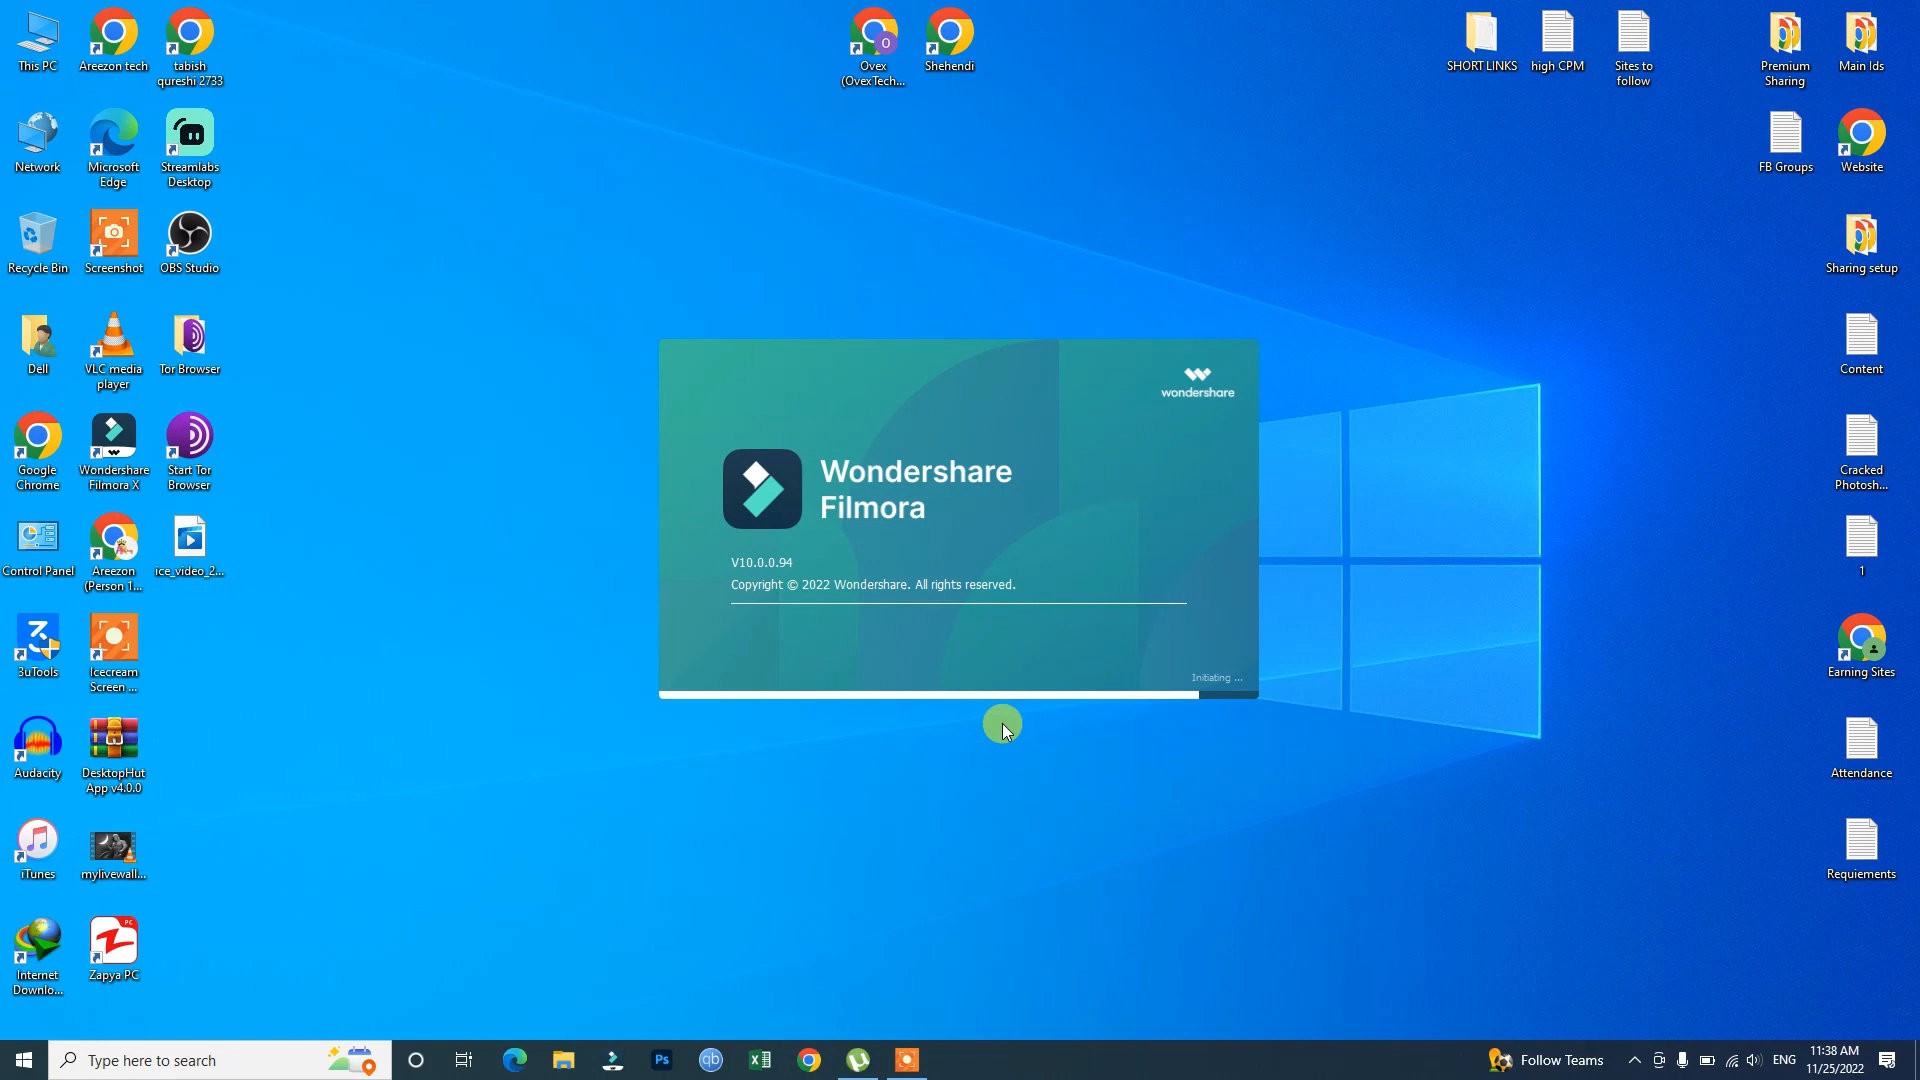 This PC
Areezon tech
tabish
qureshi 2733
O
Ovex
(OvexTech...
Shehendi
SHORT LINKS
high CPM
Sites to
follow
Premium
Sharing
Main Ids
Network
Microsoft
Edge
Streamlabs
Desktop
FB Groups
Website
Recycle Bin
Screenshot
OBS Studio
Sharing setup
Dell
VLC media
player
Tor Browser
Content
wondershare
Wondershare
Filmora
V10.0.0.94
Copyright © 2022 Wondershare. All rights reserved.
Initiating ...
Google
Chrome
Wondershare
Filmora X
Start Tor
Browser
Cracked
Photosh...
Control Panel
Areezon
(Person 1...
ice_video_2...
1
3uTools
Icecream
Screen ...
Earning Sites
Audacity
DesktopHut
App v4.0.0
Attendance
iTunes
mylivewall...
Requiements
Internet
Downlo...
PC
Zapya PC
Type here to search
Ps
qb
Follow Teams
ENG
11:38 AM
11/25/2022